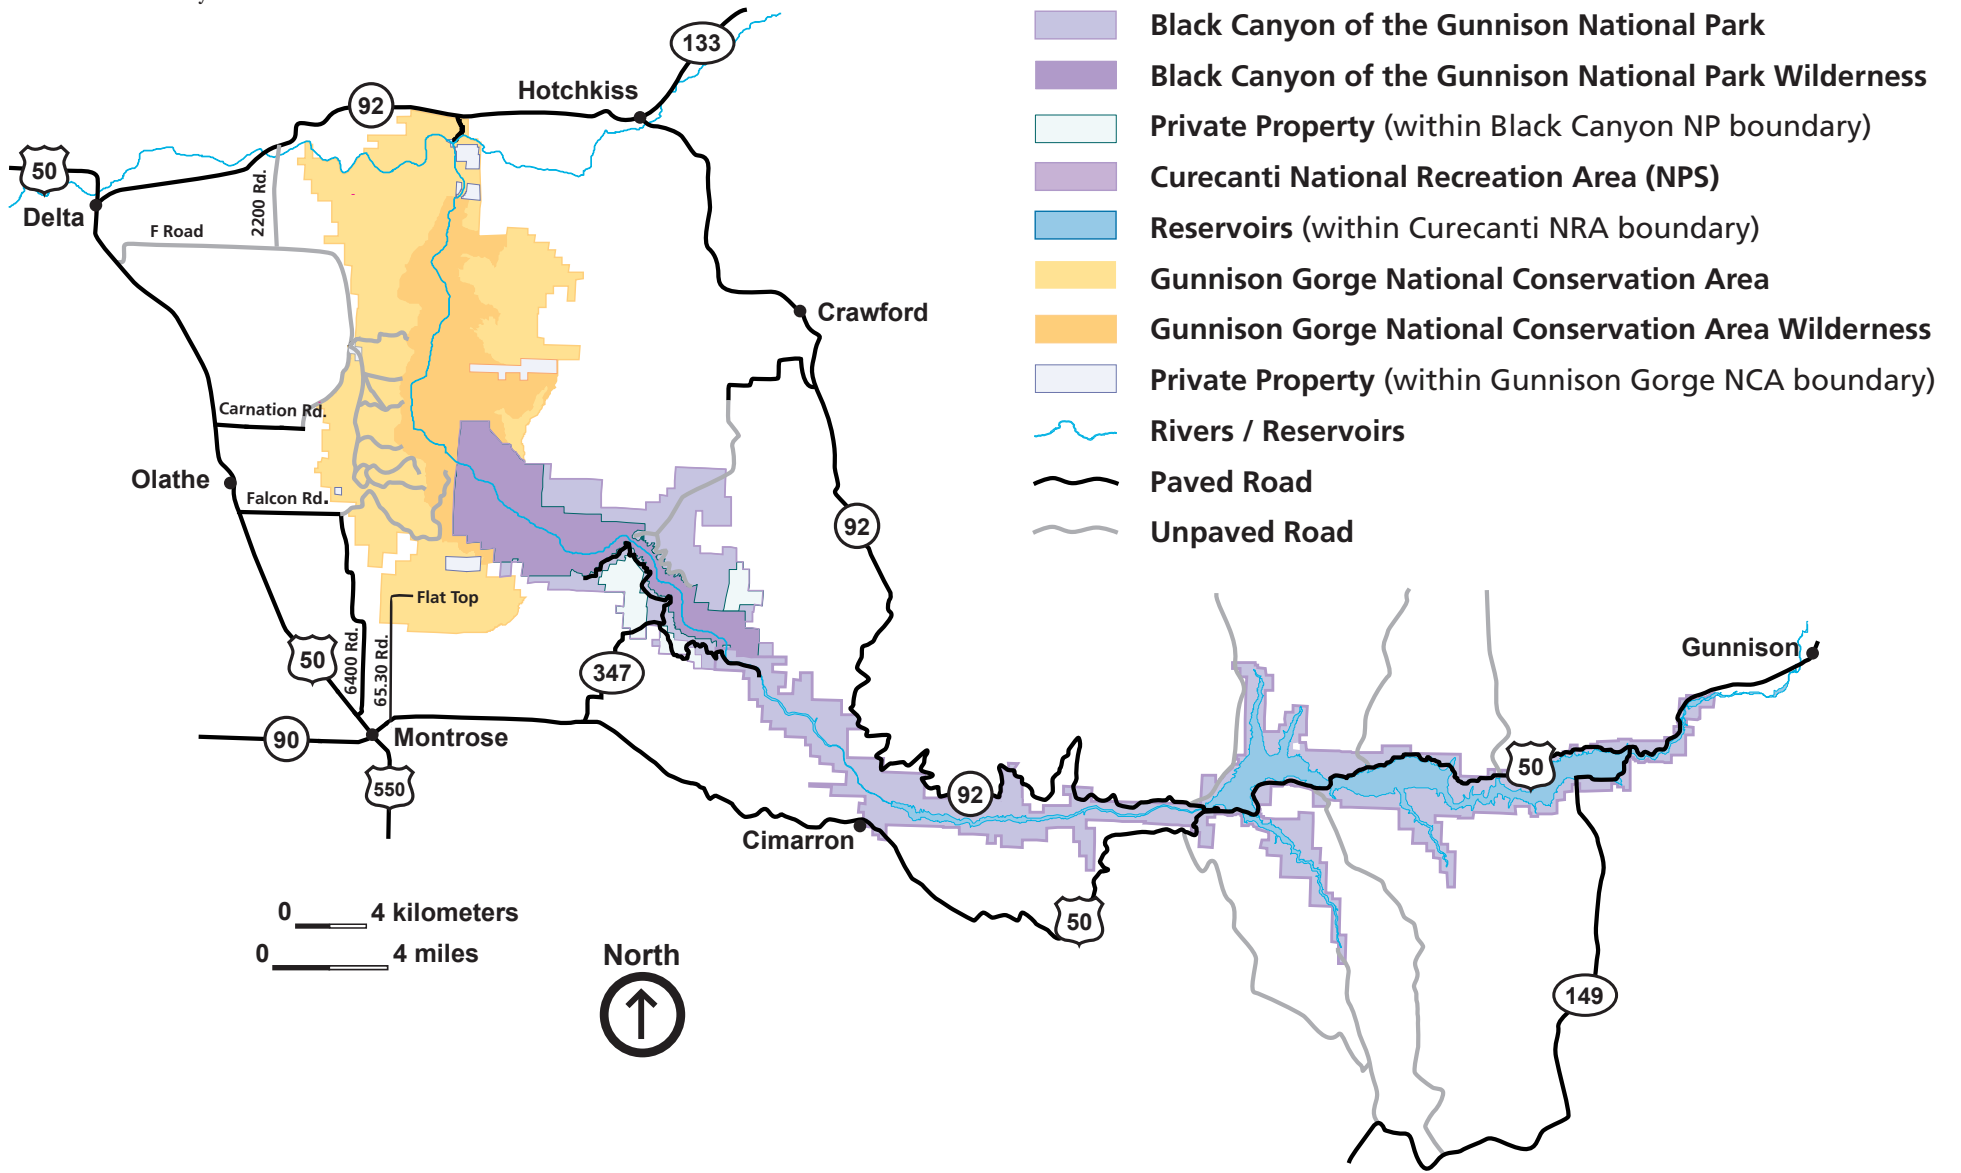 Black Canyon of the Gunnison National Park
Black Canyon of the Gunnison National Park Wilderness
Private Property (within Black Canyon NP boundary)
Curecanti National Recreation Area (NPS)
Reservoirs (within Curecanti NRA boundary)
Gunnison Gorge National Conservation Area
Gunnison Gorge National Conservation Area Wilderness
Private Property (within Gunnison Gorge NCA boundary)
Rivers / Reservoirs
Paved Road
Unpaved Road
133
Hotchkiss
92
50
Delta
2200 Rd.
F Road
Crawford
Carnation Rd.
Olathe
Falcon Rd.
92
Flat Top
50
6400 Rd.
65.30 Rd.
347
Gunnison
90
Montrose
550
92
50
Cimarron
50
149
0 4 kilometers
0 4 miles
North